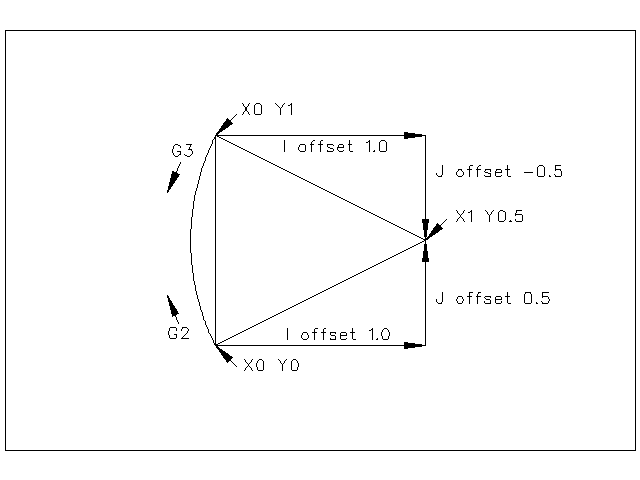 X0 Y1
G3
I offset 1.0
J offset -0.5
X1 Y0.5
J offset 0.5
G2
I offset 1.0
X0 Y0